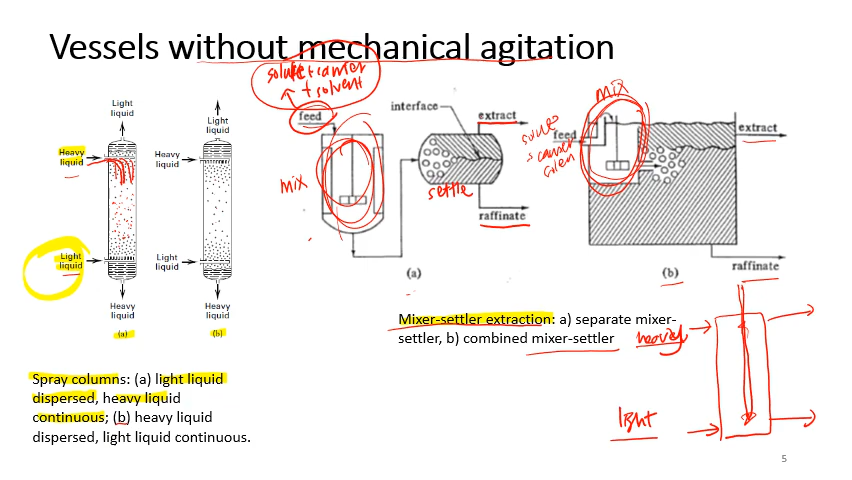 Vessels without mechanical agitation
solute + carrier
+ solvent
Light
liquid
Heavy
liquid
Light
liquid
Heavy
liquid
(a)
Light
liquid
Heavy
liquid
Light
liquid
Heavy
liquid
(b)
feed
mix
interface
extract
settle
raffinate
(a)
mix
feed
extract
raffinate
(b)
Mixer-settler extraction: a) separate mixer-
settler, b) combined mixer-settler
heavy
light
Spray columns: (a) light liquid
dispersed, heavy liquid
continuous; (b) heavy liquid
dispersed, light liquid continuous.
5